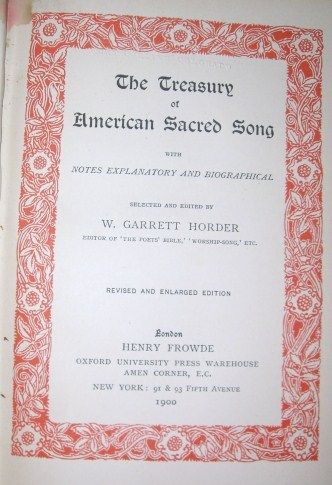 The Treasury
of
American Sacred Song
WITH
NOTES EXPLANATORY AND BIOGRAPHICAL
SELECTED AND EDITED BY
W. GARRETT HORDER
EDITOR OF 'THE POETS' BIBLE,' 'WORSHIP-SONG,' ETC.
REVISED AND ENLARGED EDITION
London
HENRY FROWDE
OXFORD UNIVERSITY PRESS WAREHOUSE
AMEN CORNER, E.C.
NEW YORK: 91 & 93 FIFTH AVENUE
1900